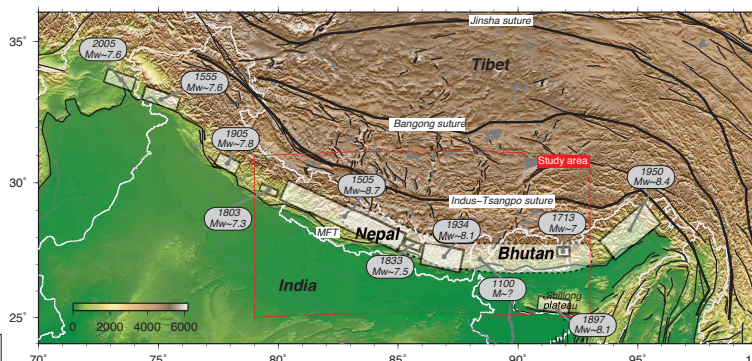 35°
2005
Mw~7.6
Jinsha suture
1555
Mw~7.6
Tibet
1905
Mw~7.8
Bangong suture
Study area
30°
1505
Mw~8.7
1950
Mw~8.4
Indus-Tsangpo suture
1803
Mw~7.3
1934
Mw~8.1
1713
Mw~7
MFT
Nepal
Bhutan
1833
Mw~7.5
India
1100
M~?
Shillong
plateau
0 2000 4000 6000
25°
1897
Mw~8.1
70° 75° 80° 85° 90° 95°